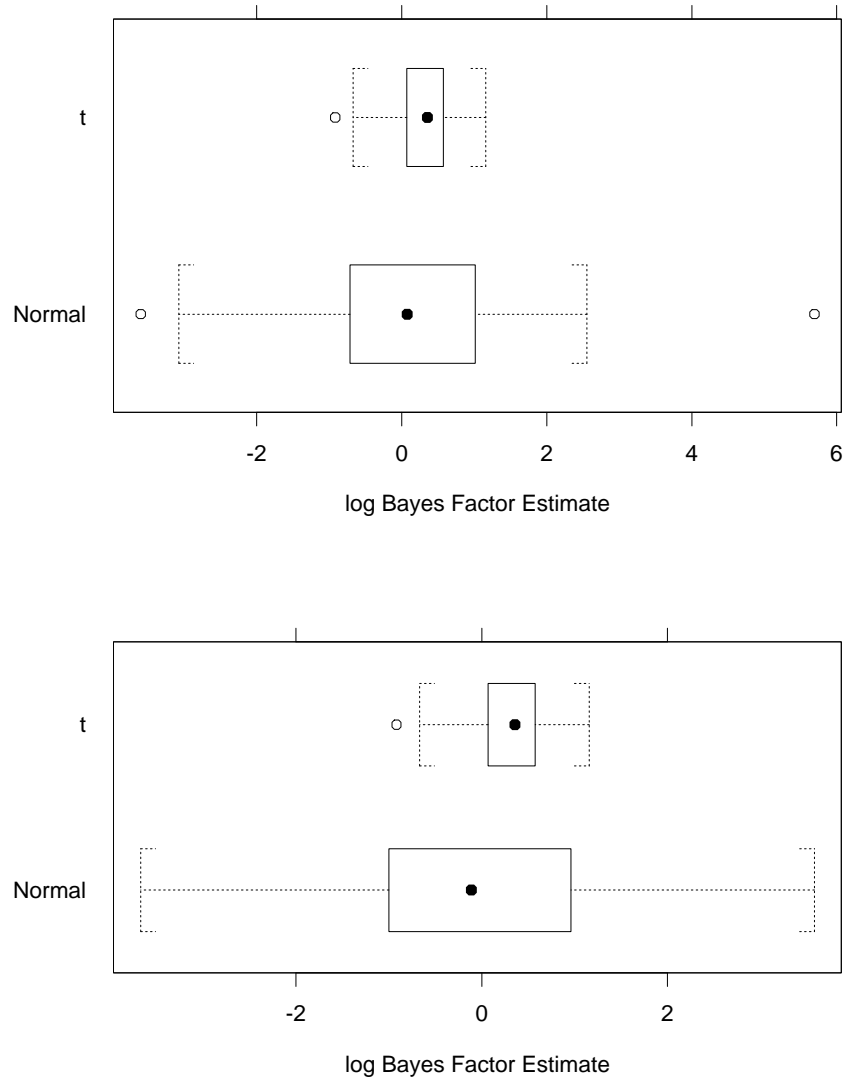 t
Normal
-2 0 2 4 6
log Bayes Factor Estimate
t
Normal
-2 0 2
log Bayes Factor Estimate